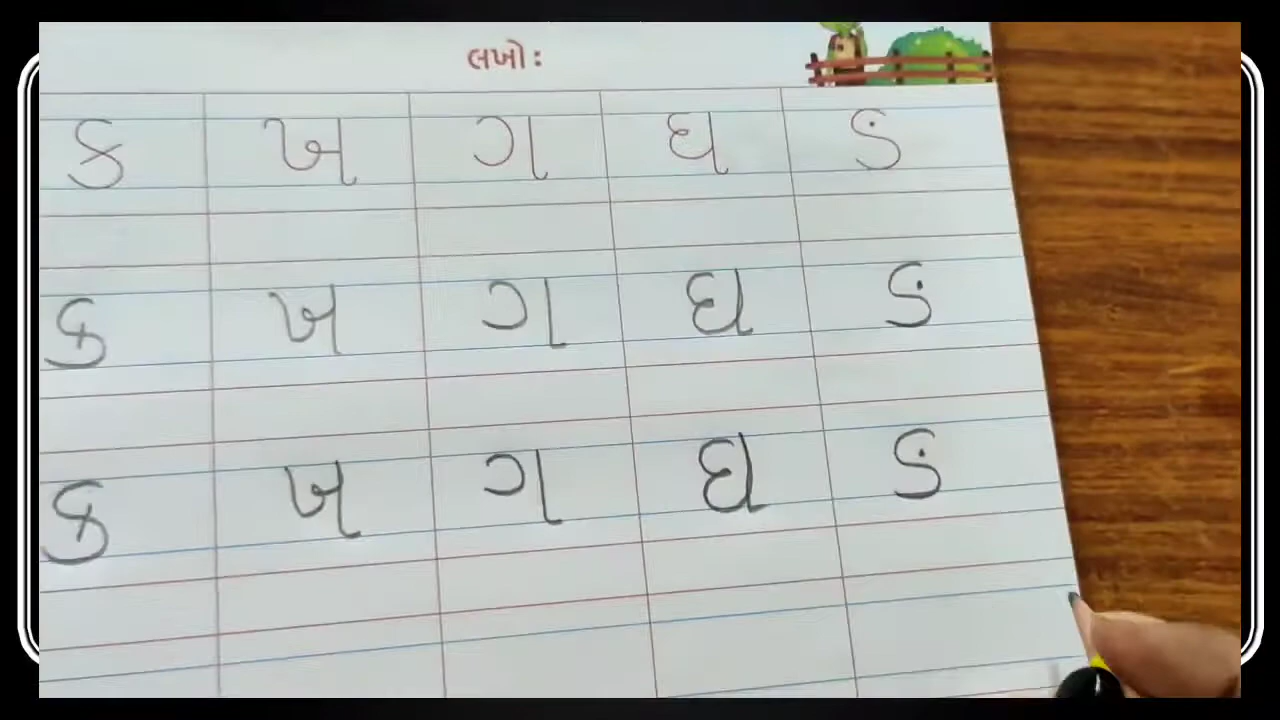 લખો:
ક ખ ગ ઘ ઙ
ક ખ ગ ઘ ઙ
ક ખ ગ ઘ ઙ